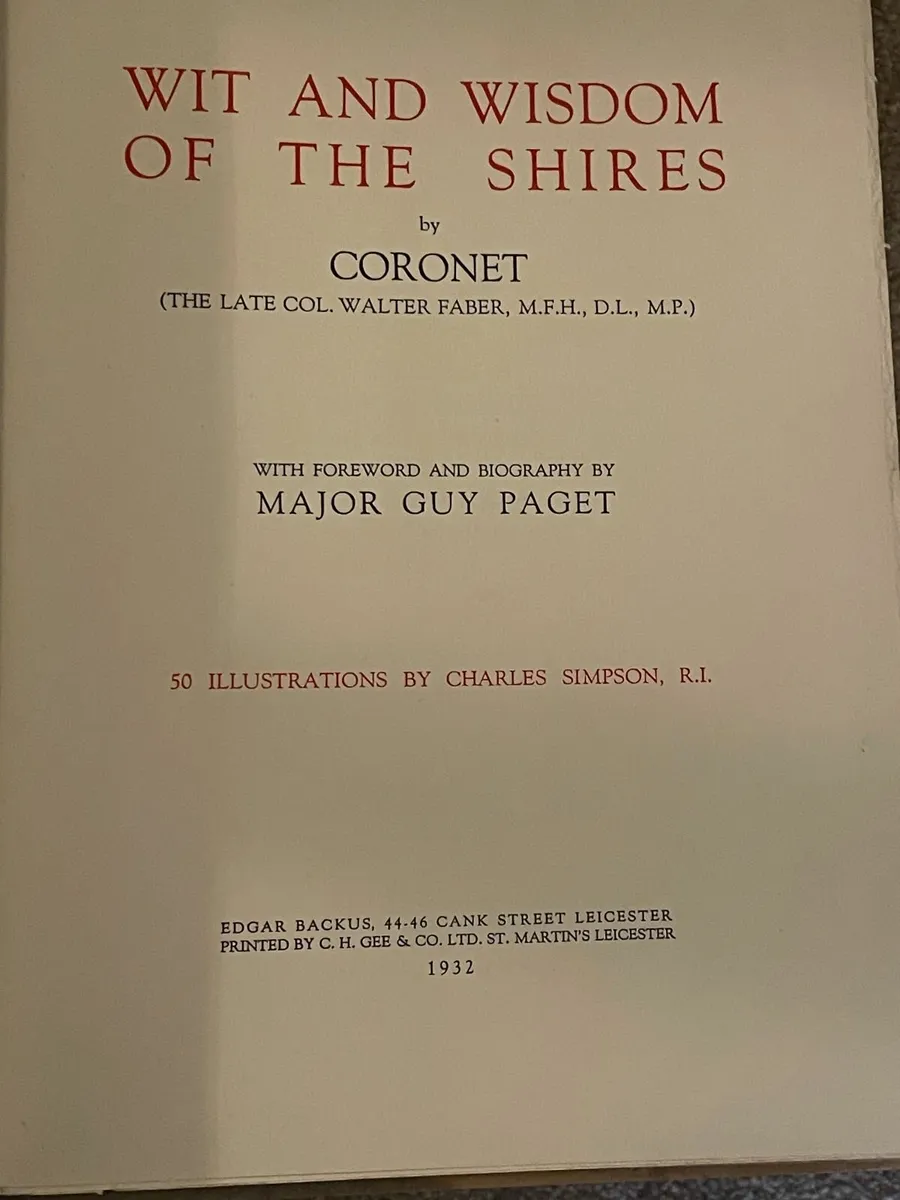 WIT AND WISDOM
OF THE SHIRES
by
CORONET
(THE LATE COL. WALTER FABER, M.F.H., D.L., M.P.)
WITH FOREWORD AND BIOGRAPHY BY
MAJOR GUY PAGET
50 ILLUSTRATIONS BY CHARLES SIMPSON, R.I.
EDGAR BACKUS, 44-46 CANK STREET LEICESTER
PRINTED BY C. H. GEE & CO. LTD. ST. MARTIN'S LEICESTER
1932